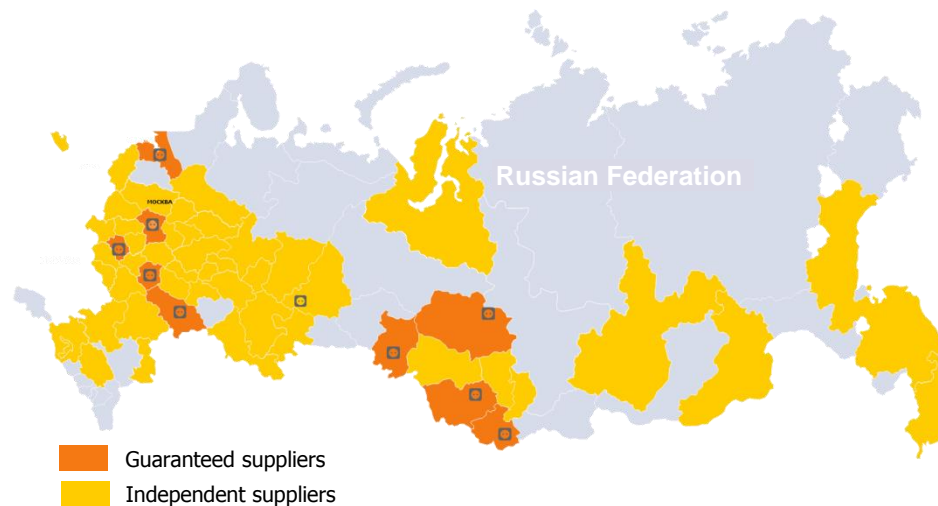 Russian Federation
МОСКВА
Guaranteed suppliers
Independent suppliers